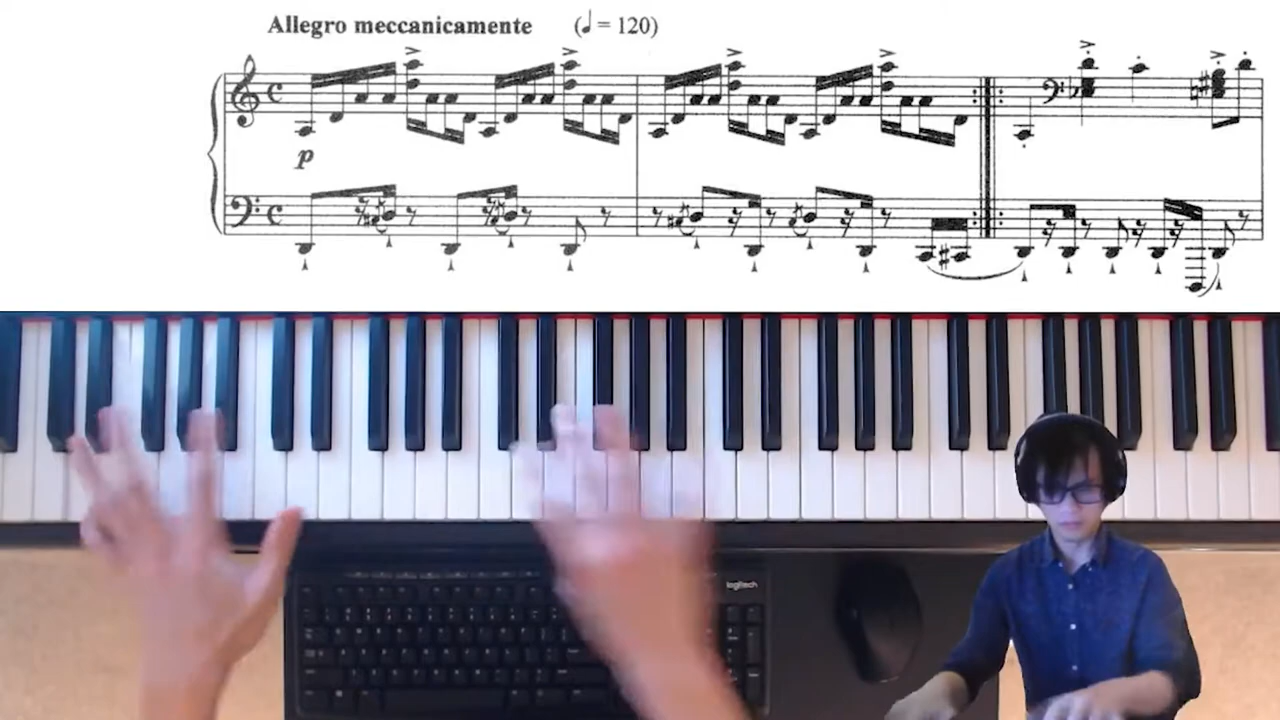 Allegro meccanicamente (♩ = 120)
p
logitech